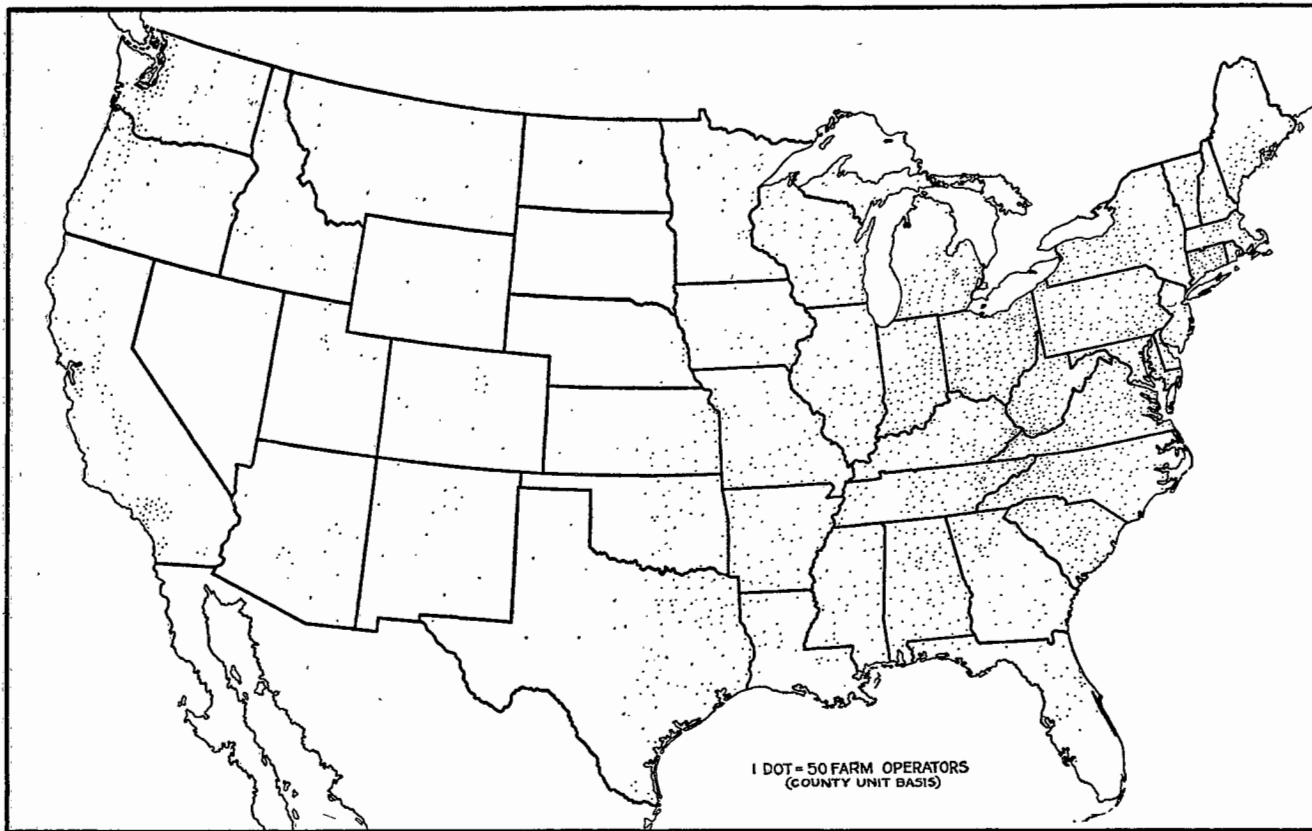 1 DOT = 50 FARM OPERATORS
(COUNTY UNIT BASIS)